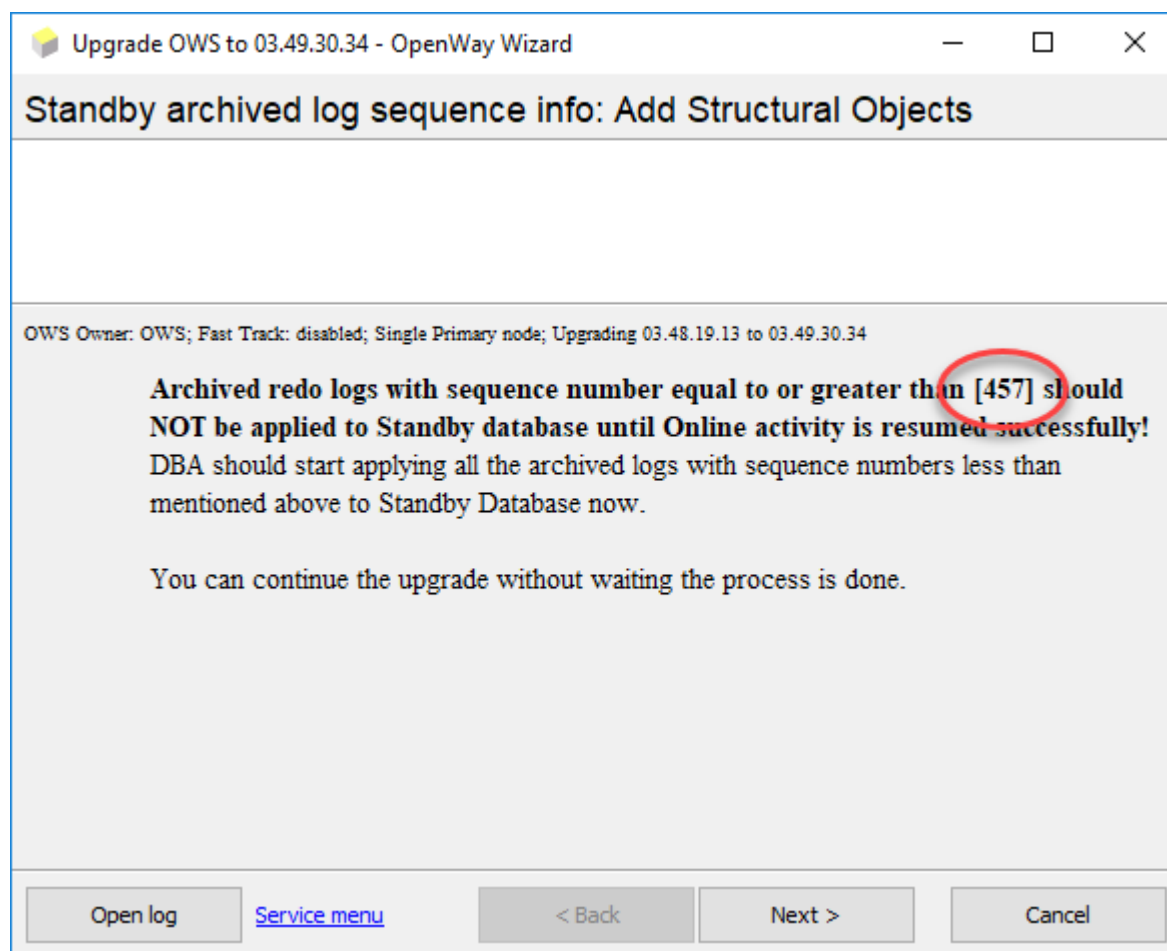 Upgrade OWS to 03.49.30.34 - OpenWay Wizard
Standby archived log sequence info: Add Structural Objects
OWS Owner: OWS; Fast Track: disabled; Single Primary node; Upgrading 03.48.19.13 to 03.49.30.34
Archived redo logs with sequence number equal to or greater than [457] should
NOT be applied to Standby database until Online activity is resumed successfully!
DBA should start applying all the archived logs with sequence numbers less than
mentioned above to Standby Database now.
You can continue the upgrade without waiting the process is done.
Open log Service menu < Back Next > Cancel